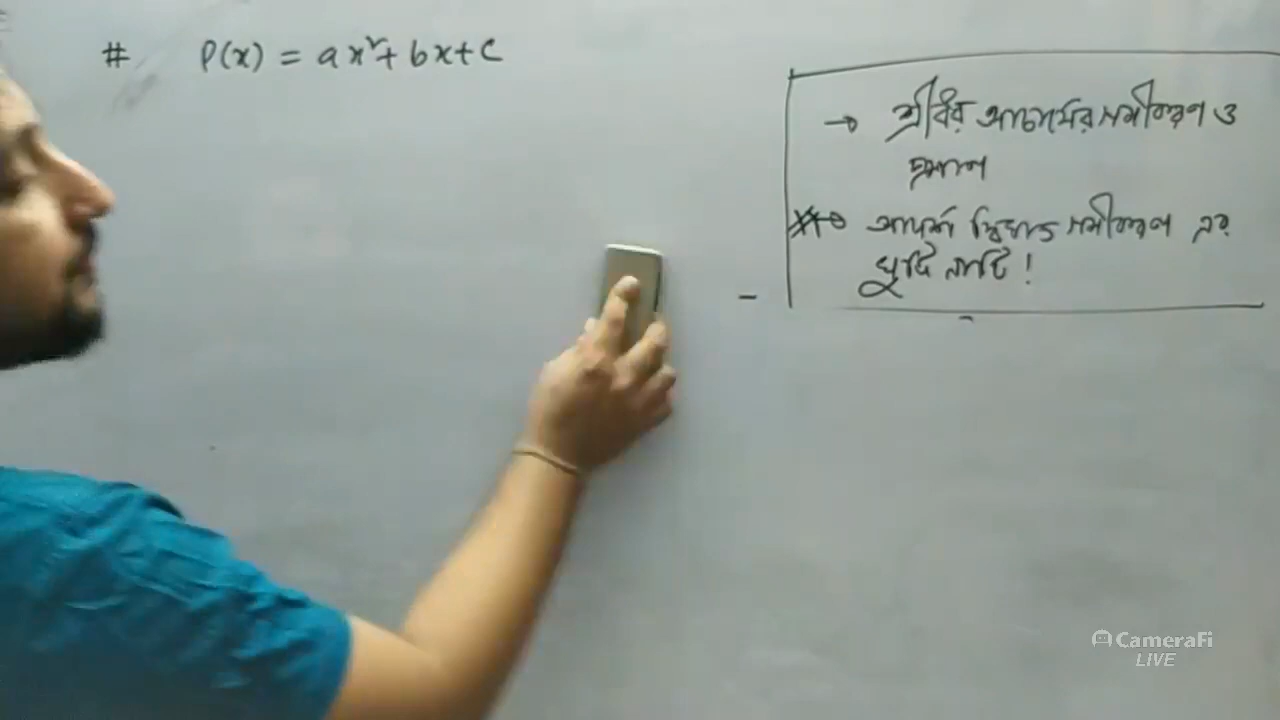 # P(x) = ax²+ bx+c
→ শ্রীধর আচার্যের সমীকরণ ও
প্রমাণ
আদর্শ দ্বিঘাত সমীকরণ এর
খুটি নাটি !
CameraFi
LIVE